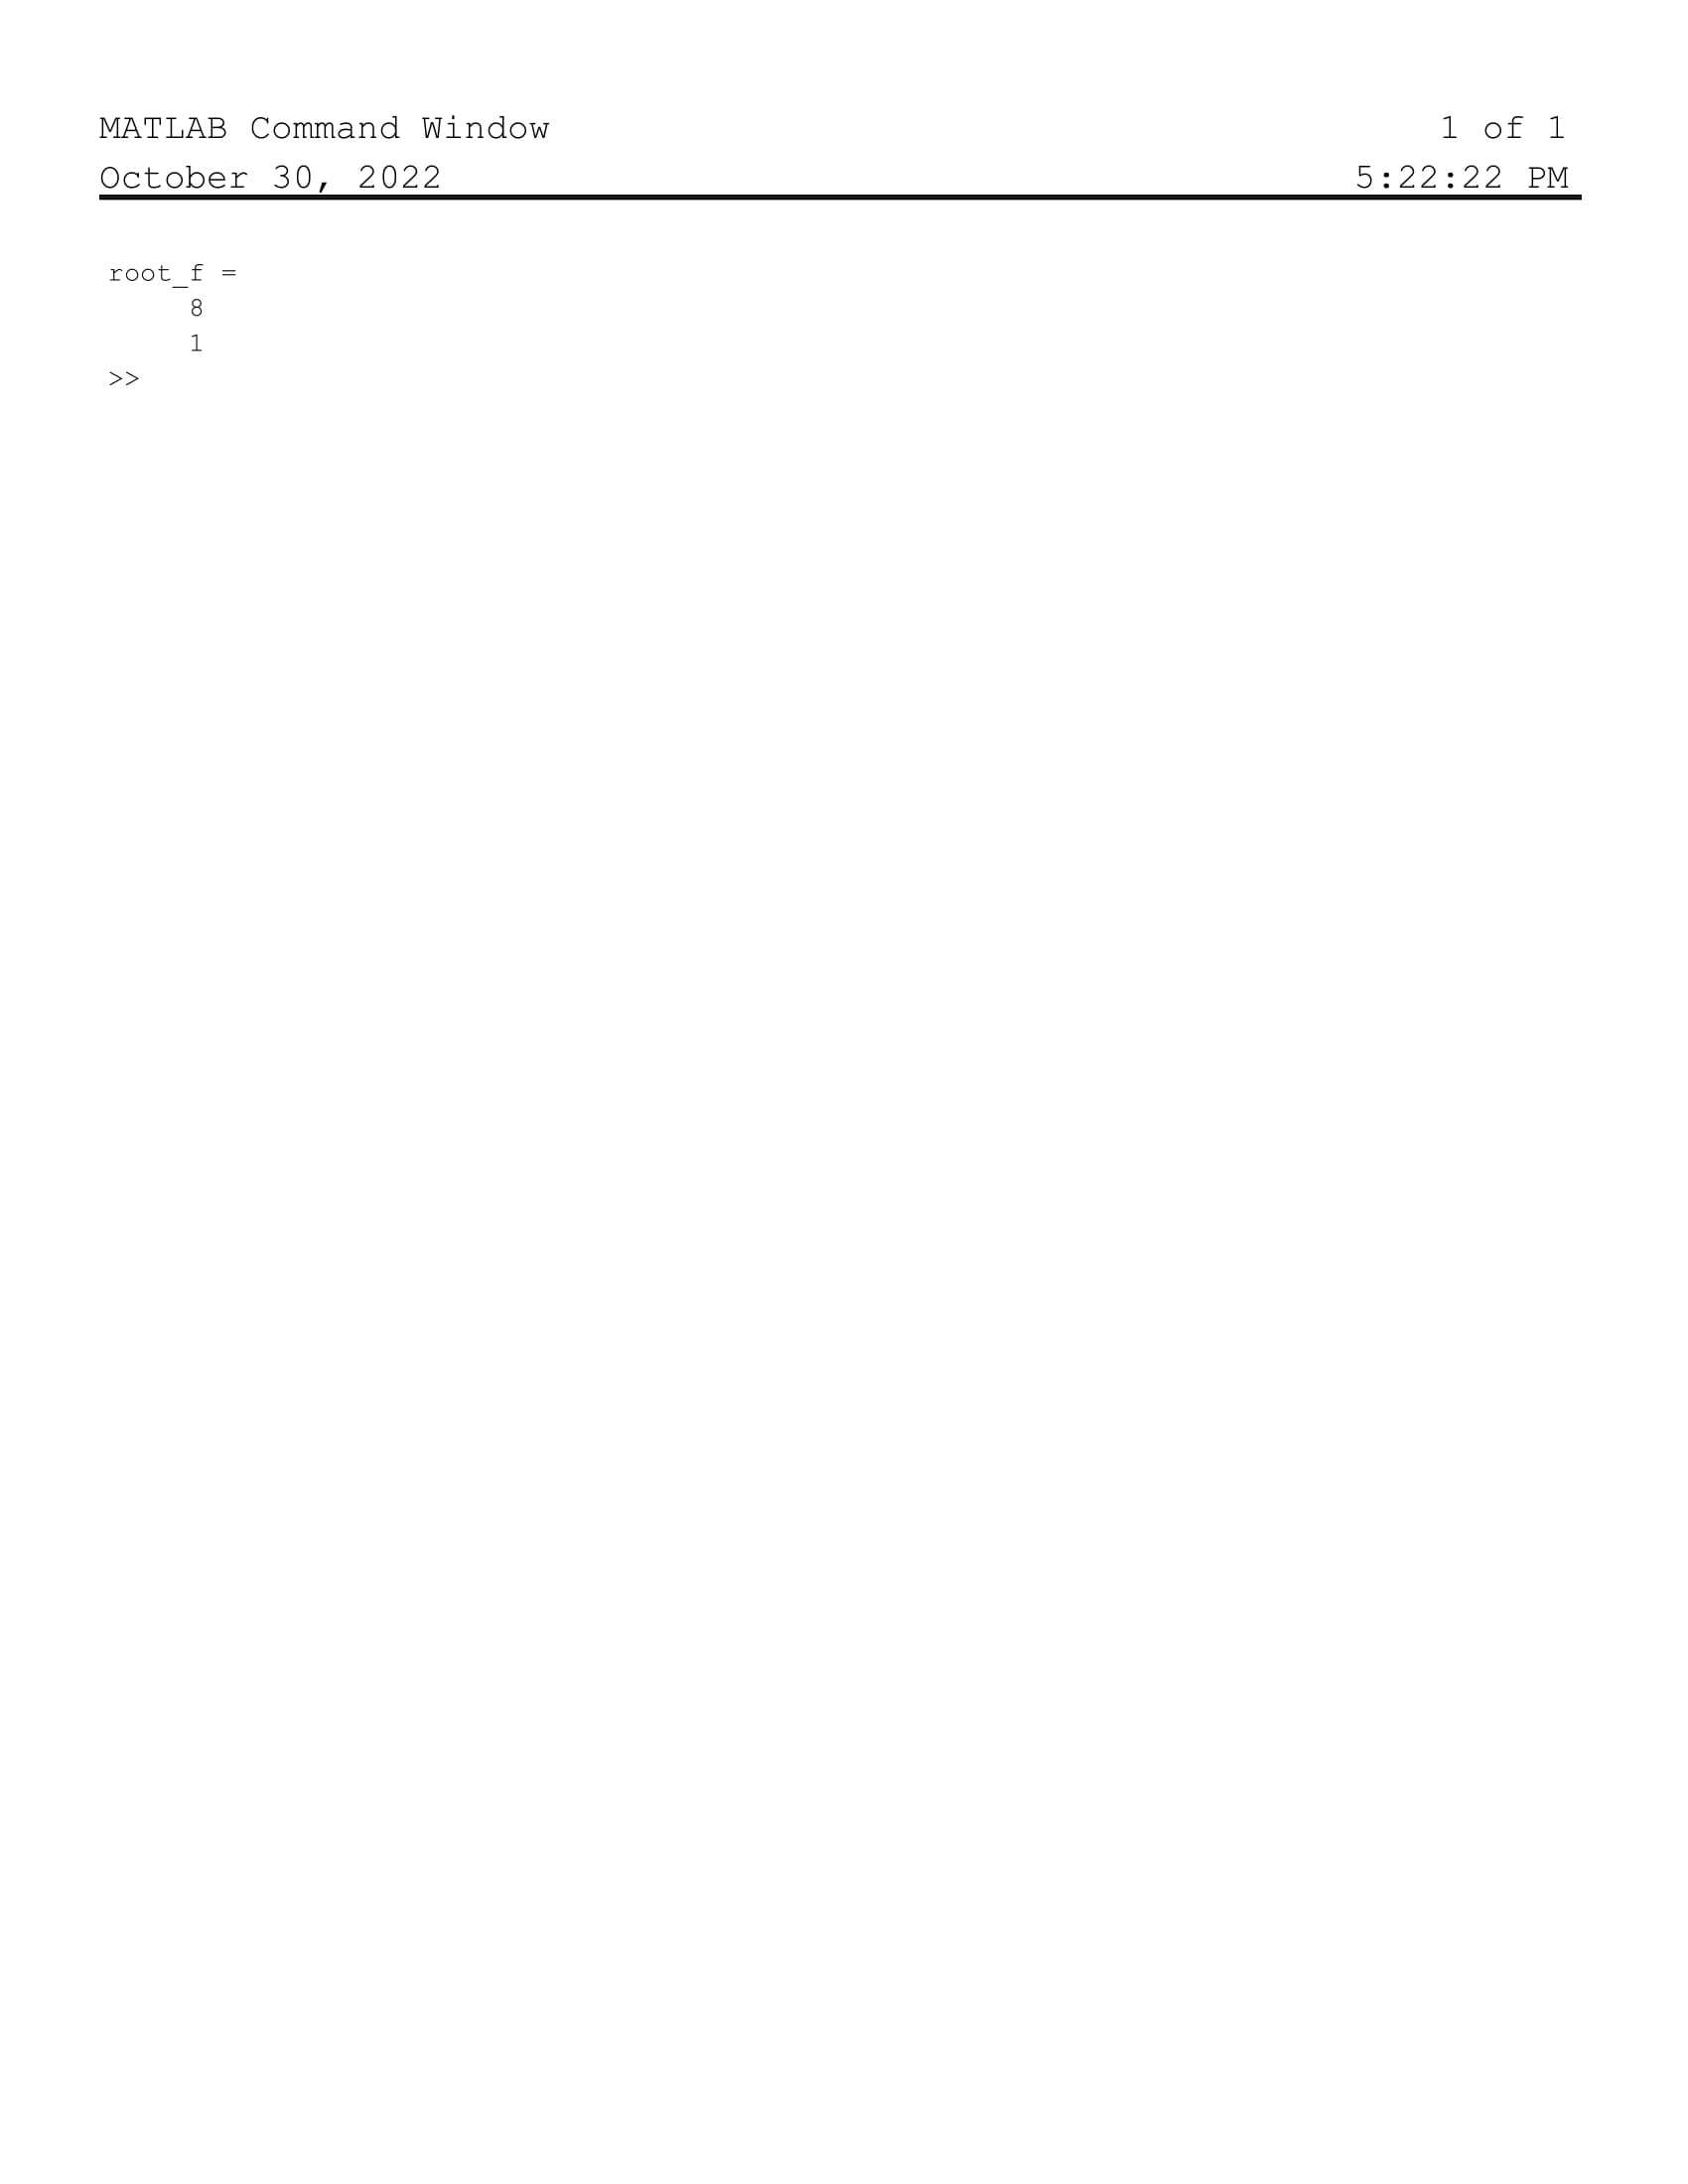 MATLAB Command Window 1 of 1
October 30, 2022 5:22:22 PM
root_f =
8
1
>>